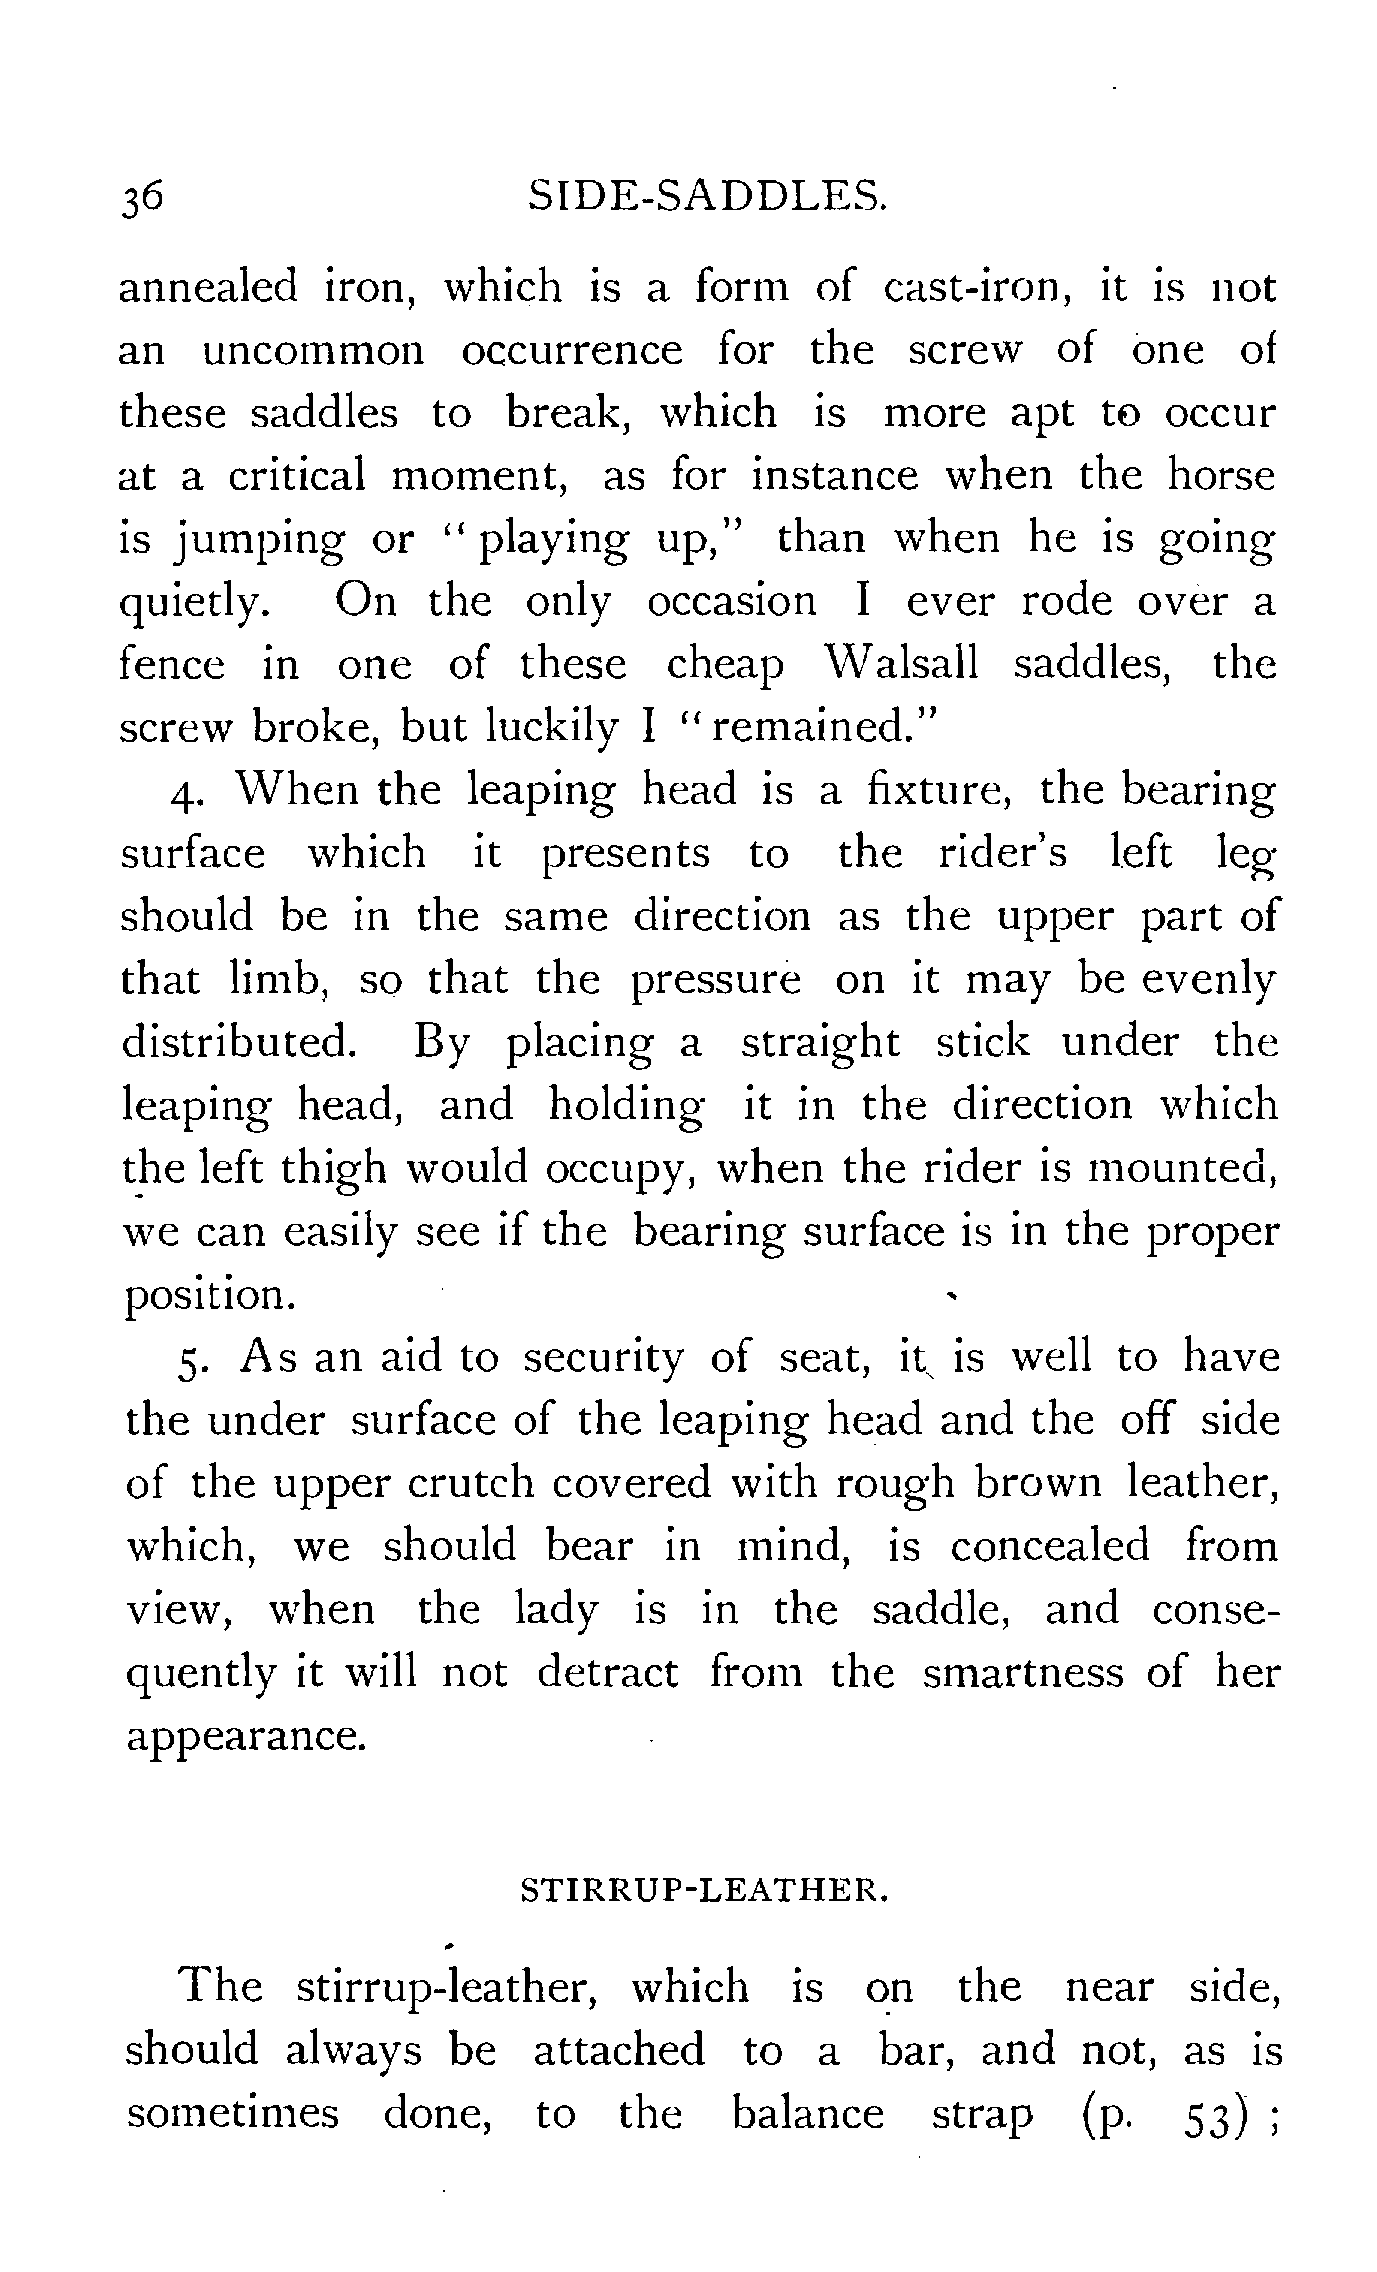 36 SIDE-SADDLES.
annealed iron, which is a form of cast-iron, it is not
an uncommon occurrence for the screw of one of
these saddles to break, which is more apt to occur
at a critical moment, as for instance when the horse
is jumping or " playing up," than when he is going
quietly. On the only occasion I ever rode over a
fence in one of these cheap Walsall saddles, the
screw broke, but luckily I " remained."
4. When the leaping head is a fixture, the bearing
surface which it presents to the rider's left leg
should be in the same direction as the upper part of
that limb, so that the pressure on it may be evenly
distributed. By placing a straight stick under the
leaping head, and holding it in the direction which
the left thigh would occupy, when the rider is mounted,
we can easily see if the bearing surface is in the proper
position.
5. As an aid to security of seat, it is well to have
the under surface of the leaping head and the off side
of the upper crutch covered with rough brown leather,
which, we should bear in mind, is concealed from
view, when the lady is in the saddle, and conse-
quently it will not detract from the smartness of her
appearance.
STIRRUP-LEATHER.
The stirrup-leather, which is on the near side,
should always be attached to a bar, and not, as is
sometimes done, to the balance strap (p. 53) ;